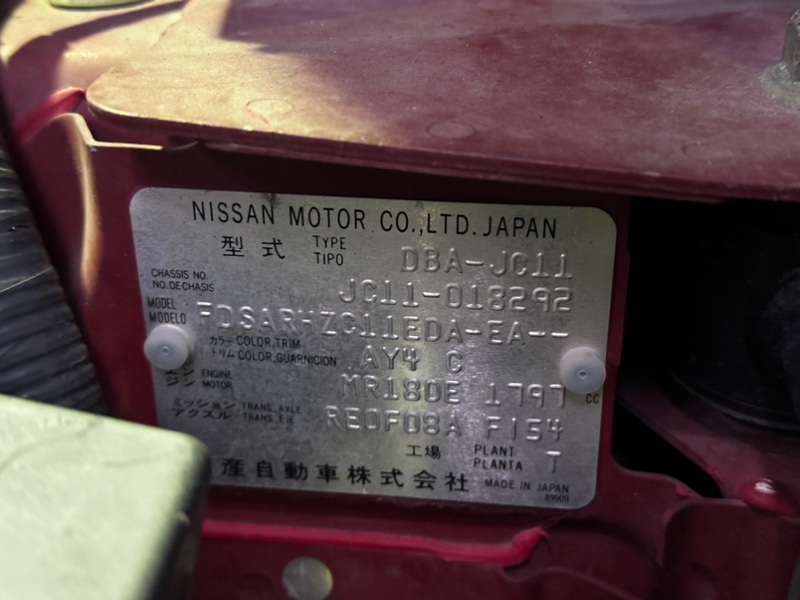 NISSAN MOTOR CO.,LTD. JAPAN
型式 TYPE TIPO DBA-JC11
CHASSIS NO. NO. DE CHASIS JC11-018292
MODEL MODELO FDSARHZC11EDA-EA--
カラー COLOR, TRIM トリム COLOR, GUARNICION AY4 C
エンジン ENGINE MOTOR MR18DE 1797 CC
ミッション アクスル TRANS. AXLE TRANS. EJE RE0F08A F154
工場 PLANT PLANTA T
産自動車株式会社 MADE IN JAPAN